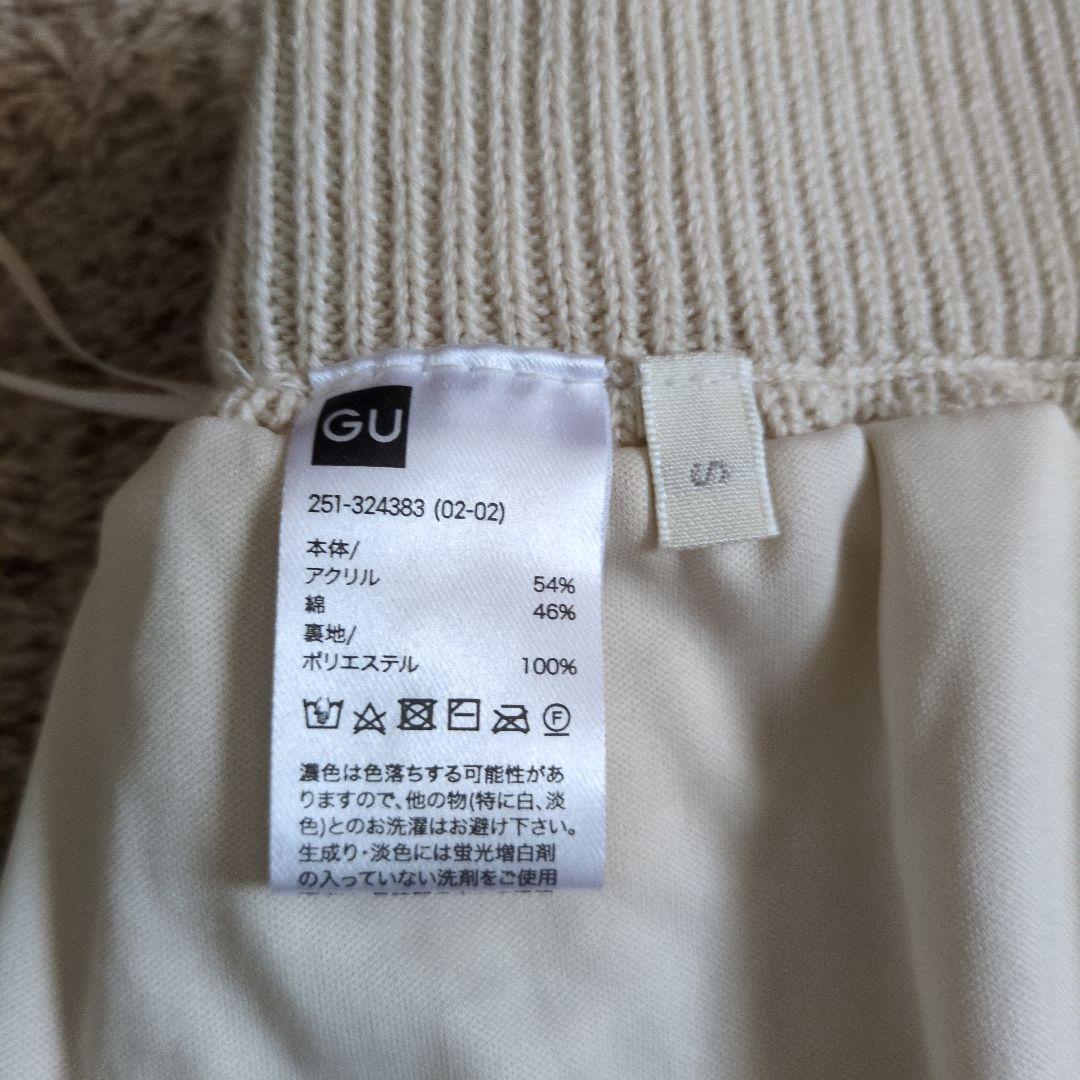 GU
S
251-324383 (02-02)
本体/
アクリル 54%
綿 46%
裏地/
ポリエステル 100%
F
濃色は色落ちする可能性があ
りますので、他の物(特に白、淡
色)とのお洗濯はお避け下さい。
生成り・淡色には蛍光増白剤
の入っていない洗剤をご使用